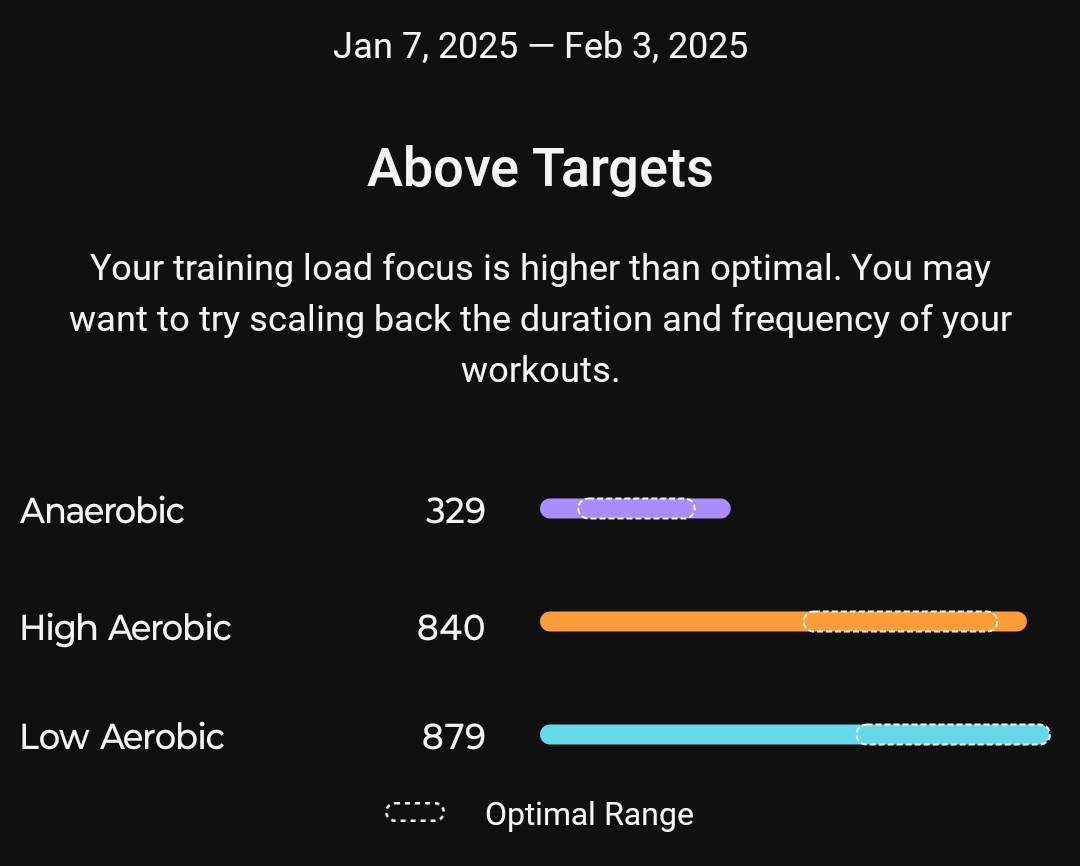 Jan 7, 2025 — Feb 3, 2025
Above Targets
Your training load focus is higher than optimal. You may
want to try scaling back the duration and frequency of your
workouts.
Anaerobic 329
High Aerobic 840
Low Aerobic 879
Optimal Range